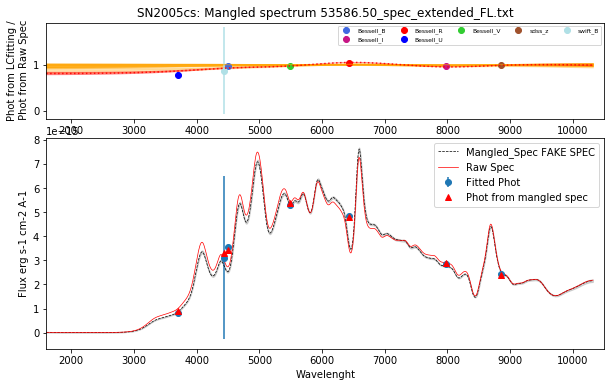 SN2005cs: Mangled spectrum 53586.50_spec_extended_FL.txt
Phot from LCfitting /
Phot from Raw Spec
1
0
Bessell_B
Bessell_I
Bessell_R
Bessell_U
Bessell_V
sdss_z
swift_B
2000 3000 4000 5000 6000 7000 8000 9000 10000
1e−15
Flux erg s-1 cm-2 A-1
8
7
6
5
4
3
2
1
0
Mangled_Spec FAKE SPEC
Raw Spec
Fitted Phot
Phot from mangled spec
2000 3000 4000 5000 6000 7000 8000 9000 10000
Wavelenght